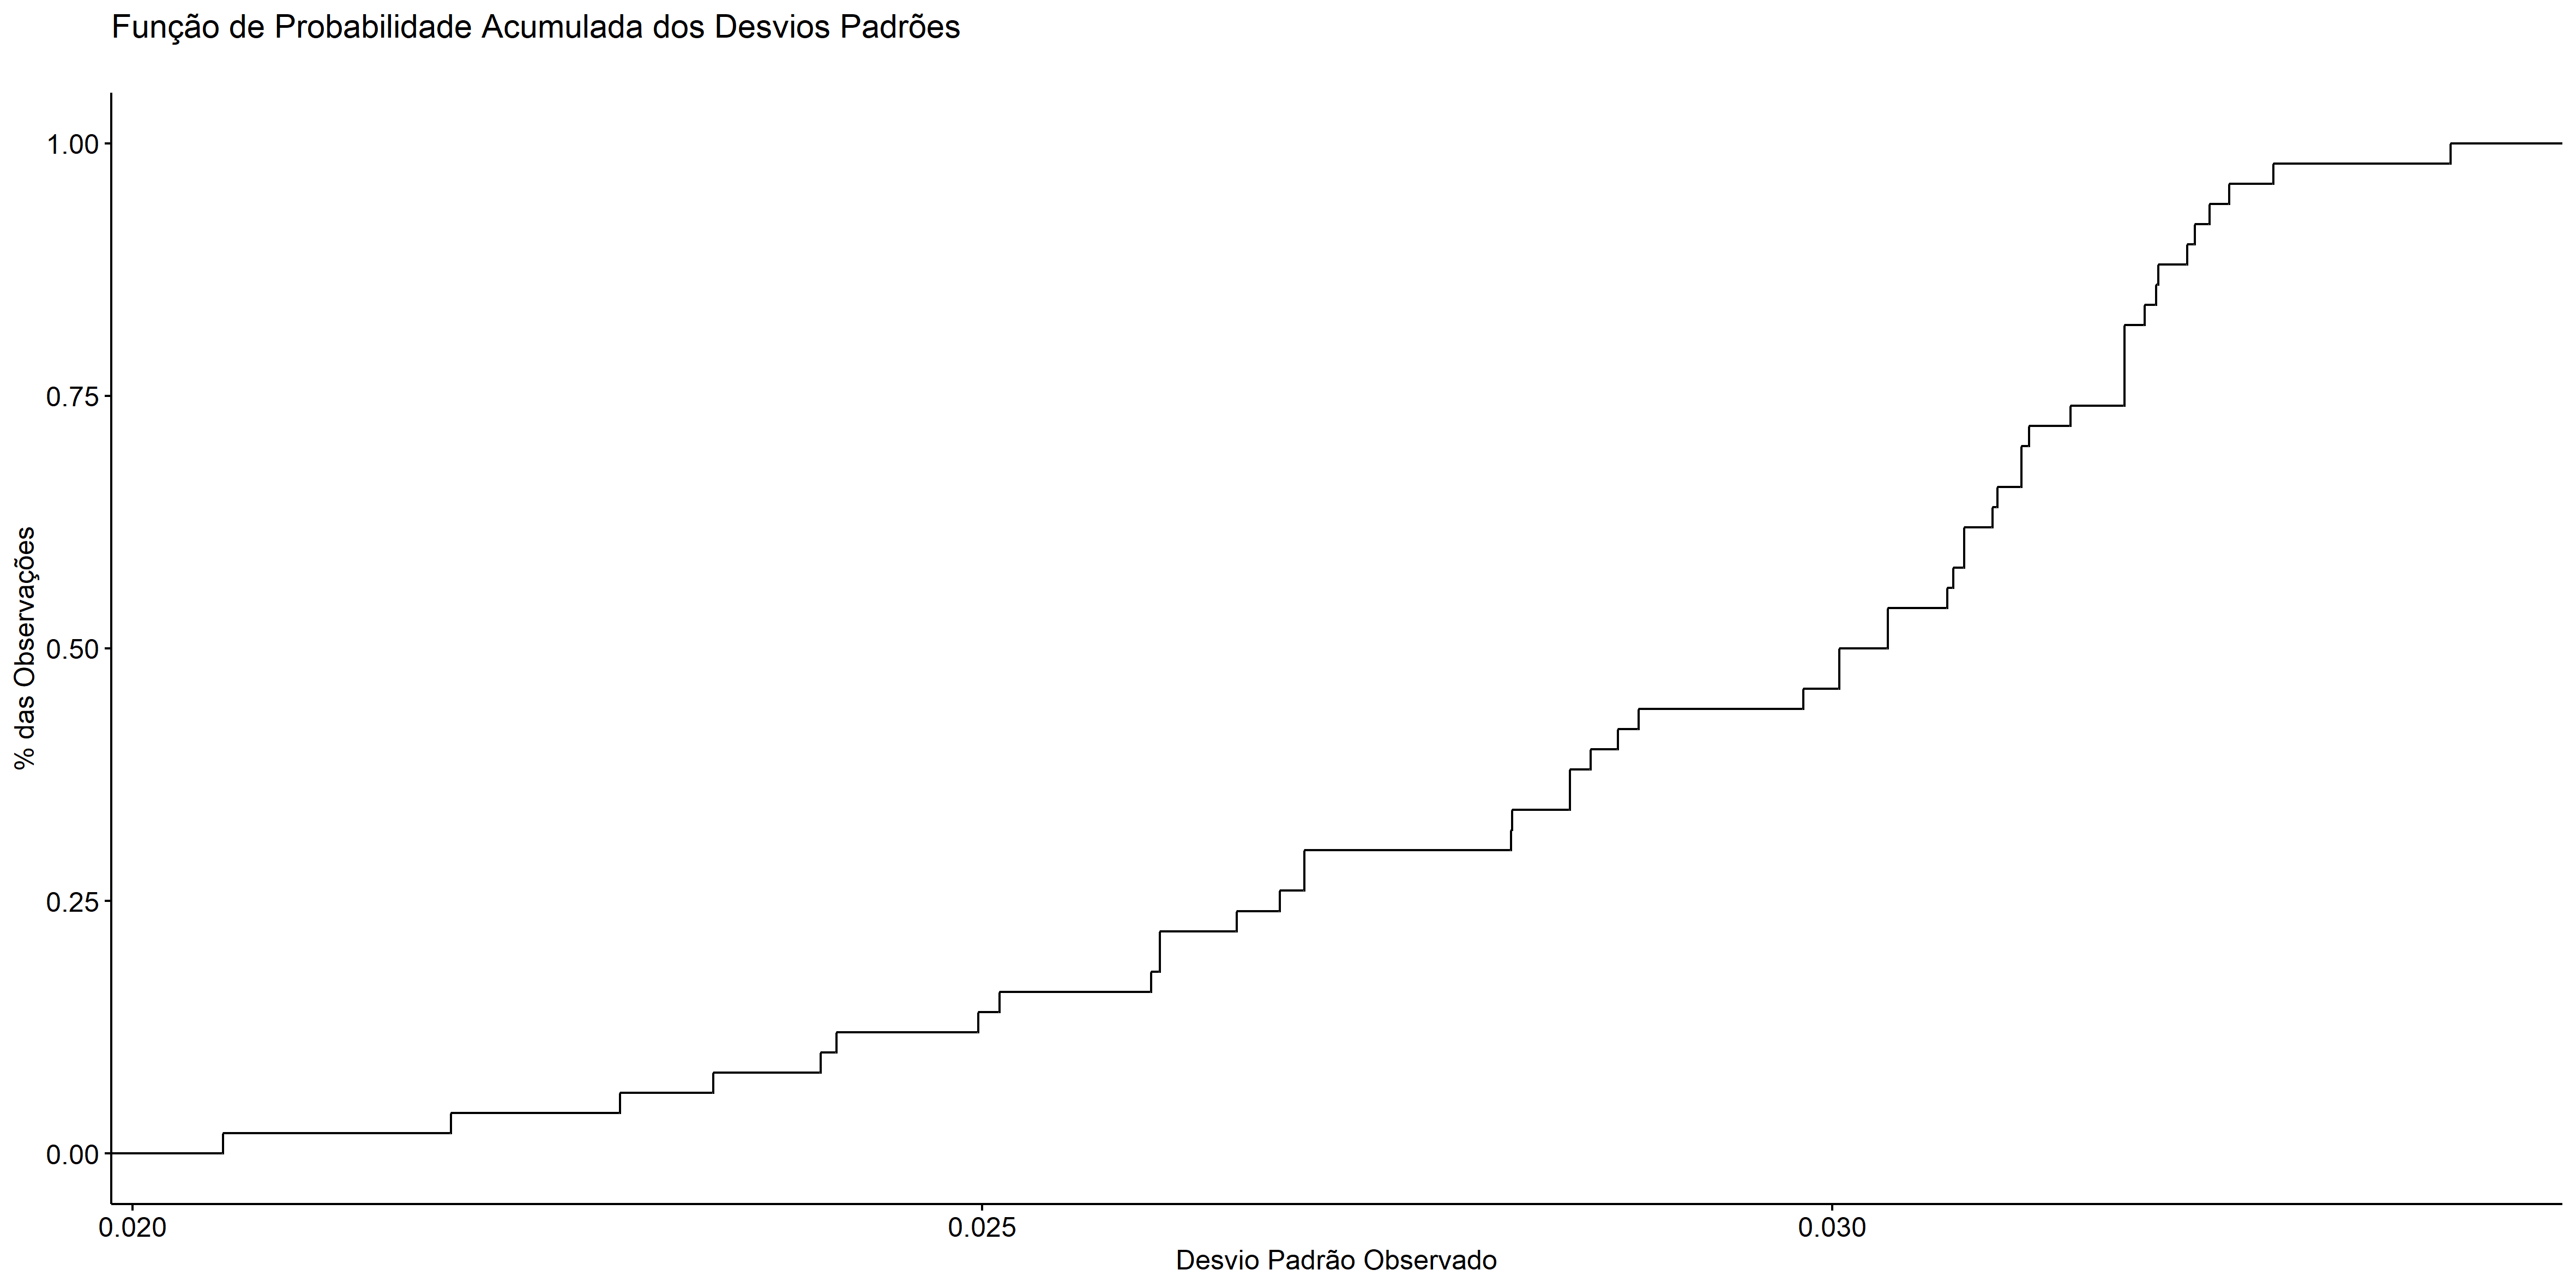 Função de Probabilidade Acumulada dos Desvios Padrões
1.00
0.75
0.50
0.25
0.00
% das Observações
0.020
0.025
0.030
Desvio Padrão Observado